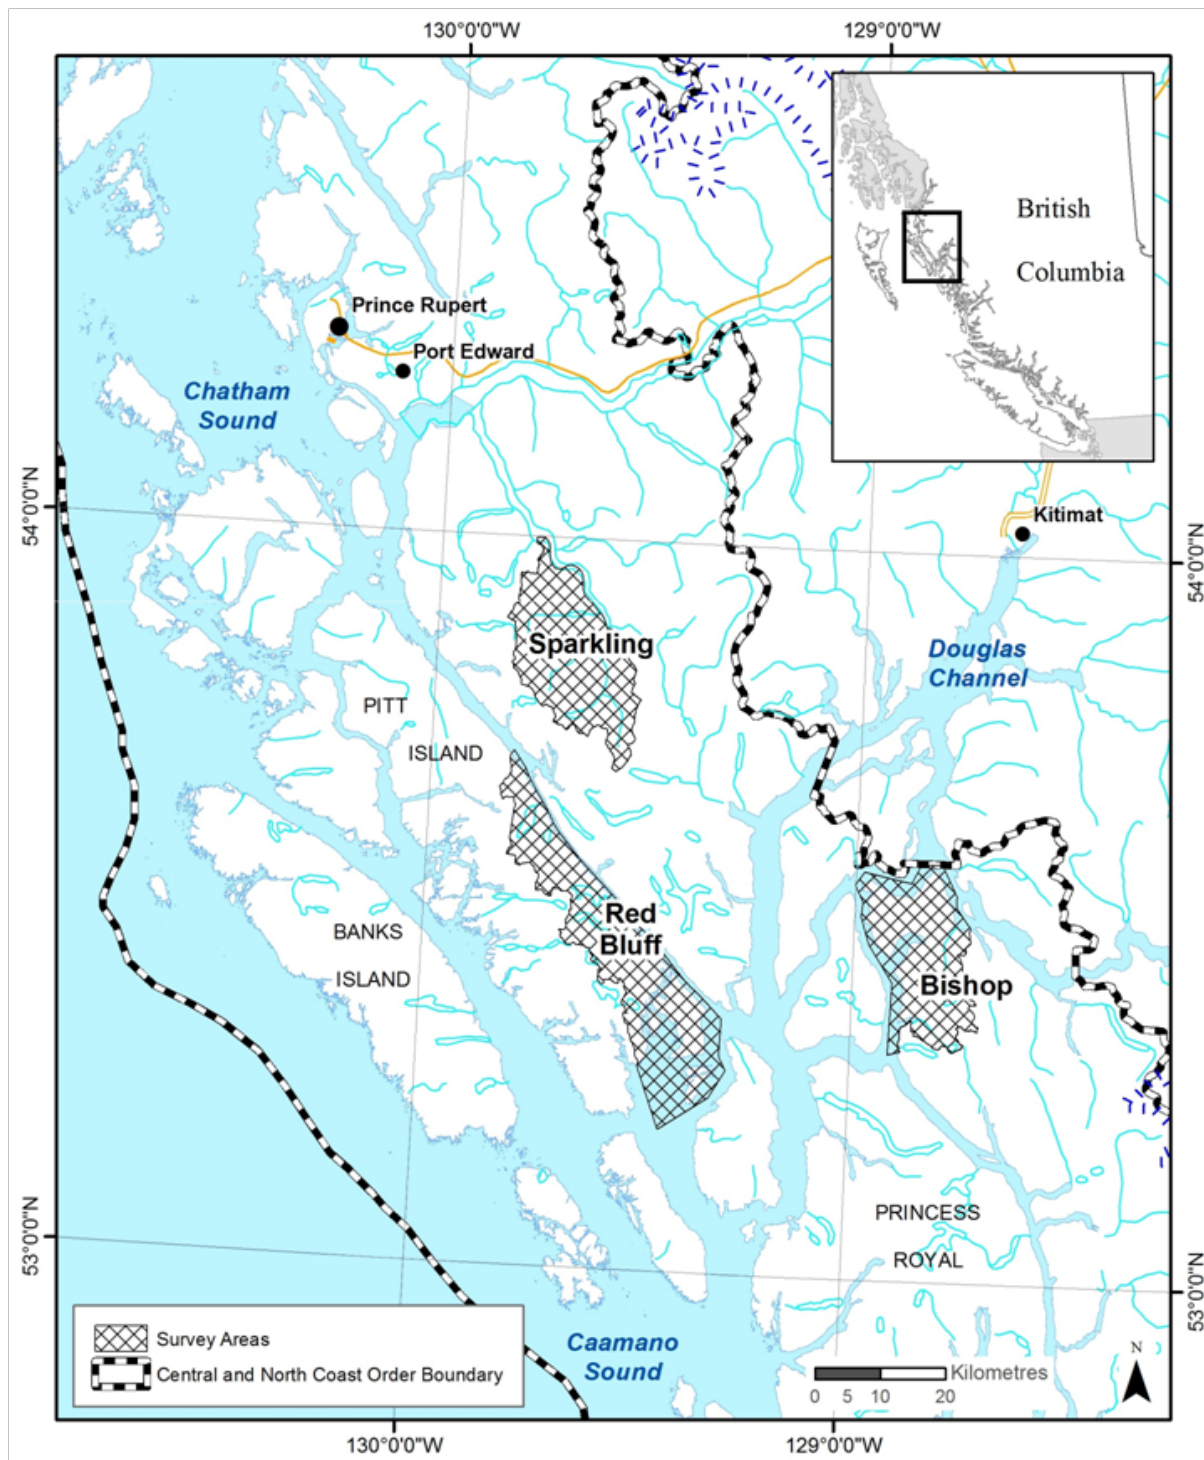 130°0'0"W
129°0'0"W
British
Columbia
Prince Rupert
Port Edward
Chatham
Sound
54°0'0"N
Kitimat
54°0'0"N
Sparkling
Douglas
Channel
PITT
ISLAND
Red
Bluff
BANKS
ISLAND
Bishop
PRINCESS
ROYAL
53°0'0"N
53°0'0"N
Survey Areas
Central and North Coast Order Boundary
Caamano
Sound
Kilometres
0 5 10 20
N
130°0'0"W
129°0'0"W